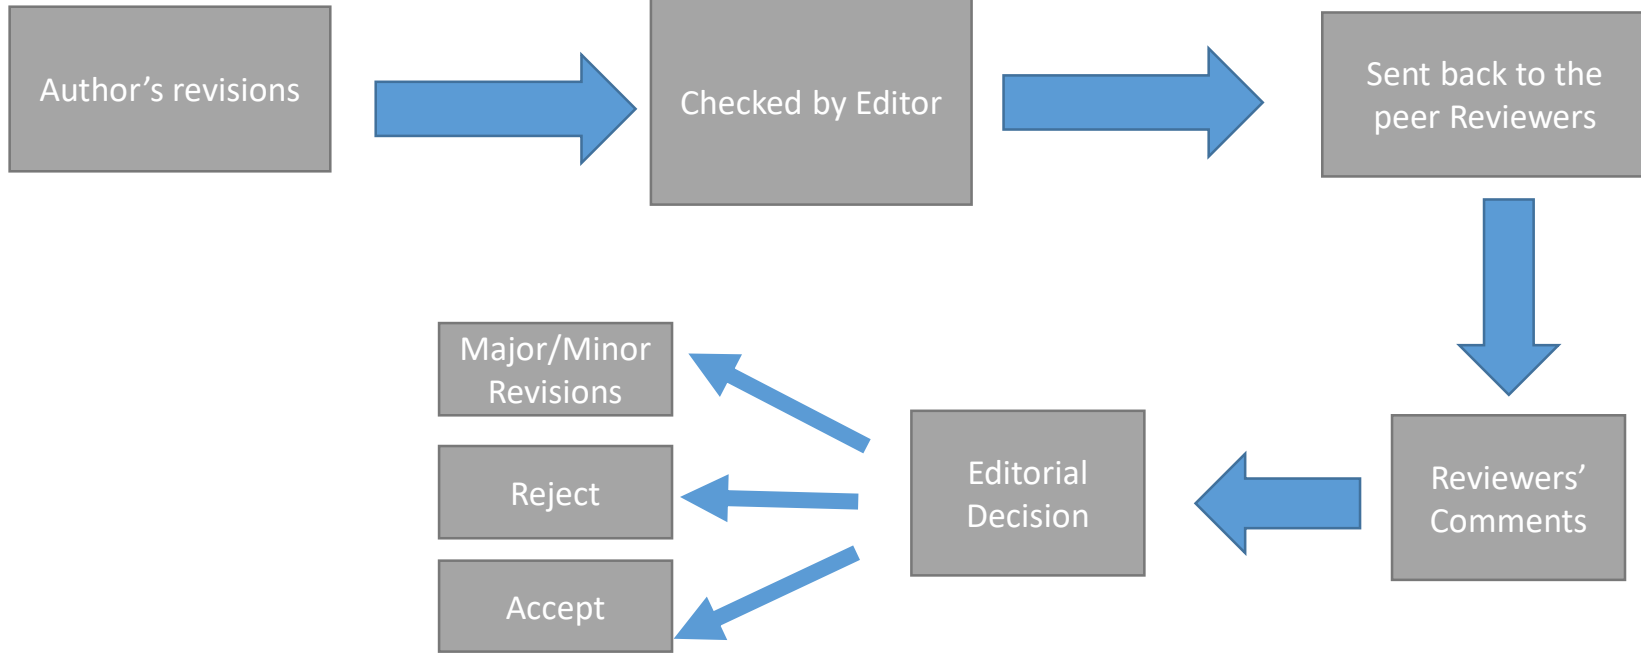 Author’s revisions
Checked by Editor
Sent back to the
peer Reviewers
Reviewers’
Comments
Editorial
Decision
Major/Minor
Revisions
Reject
Accept